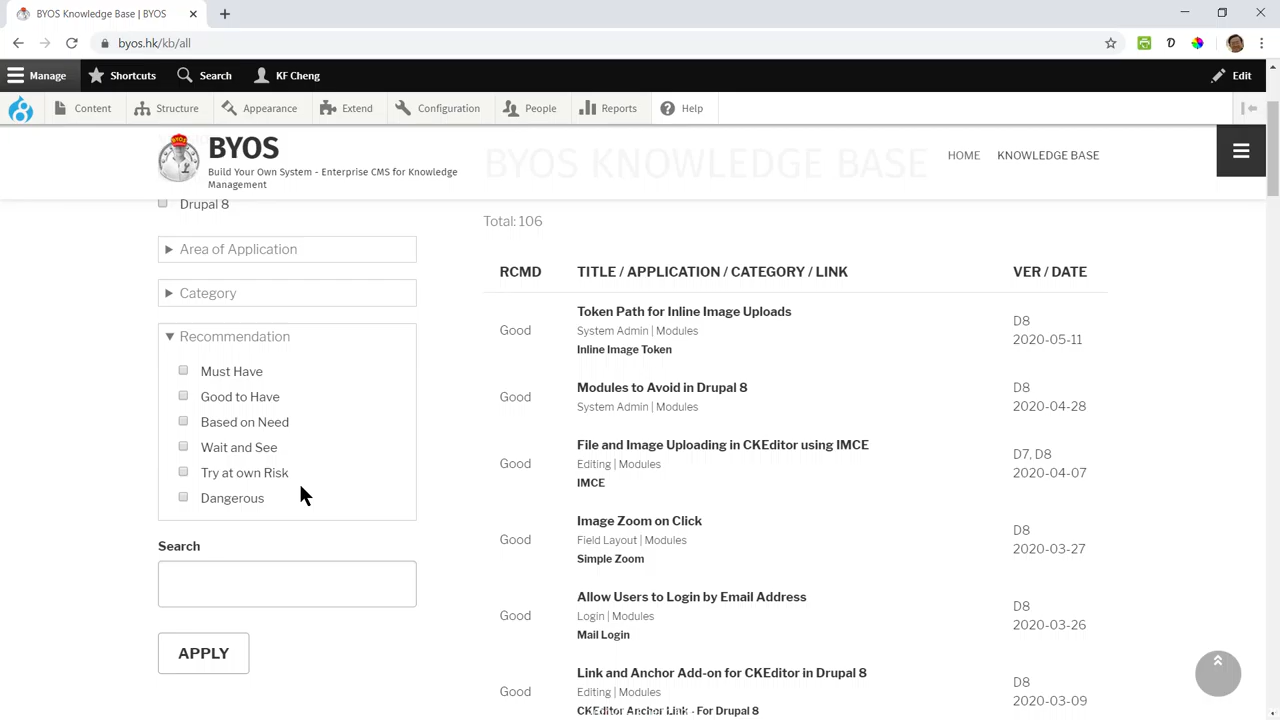 BYOS Knowledge Base | BYOS
byos.hk/kb/all
Manage Shortcuts Search KF Cheng Edit
Content Structure Appearance Extend Configuration People Reports Help
BYOS
Build Your Own System - Enterprise CMS for Knowledge
Management
BYOS KNOWLEDGE BASE
HOME KNOWLEDGE BASE
Drupal 8
Area of Application
Category
Recommendation
Must Have
Good to Have
Based on Need
Wait and See
Try at own Risk
Dangerous
Search
APPLY
Total: 106
RCMD TITLE / APPLICATION / CATEGORY / LINK VER / DATE
Good
Token Path for Inline Image Uploads
System Admin | Modules
Inline Image Token
D8
2020-05-11
Good
Modules to Avoid in Drupal 8
System Admin | Modules
D8
2020-04-28
Good
File and Image Uploading in CKEditor using IMCE
Editing | Modules
IMCE
D7, D8
2020-04-07
Good
Image Zoom on Click
Field Layout | Modules
Simple Zoom
D8
2020-03-27
Good
Allow Users to Login by Email Address
Login | Modules
Mail Login
D8
2020-03-26
Good
Link and Anchor Add-on for CKEditor in Drupal 8
Editing | Modules
CKEditor Anchor Link - For Drupal 8
D8
2020-03-09